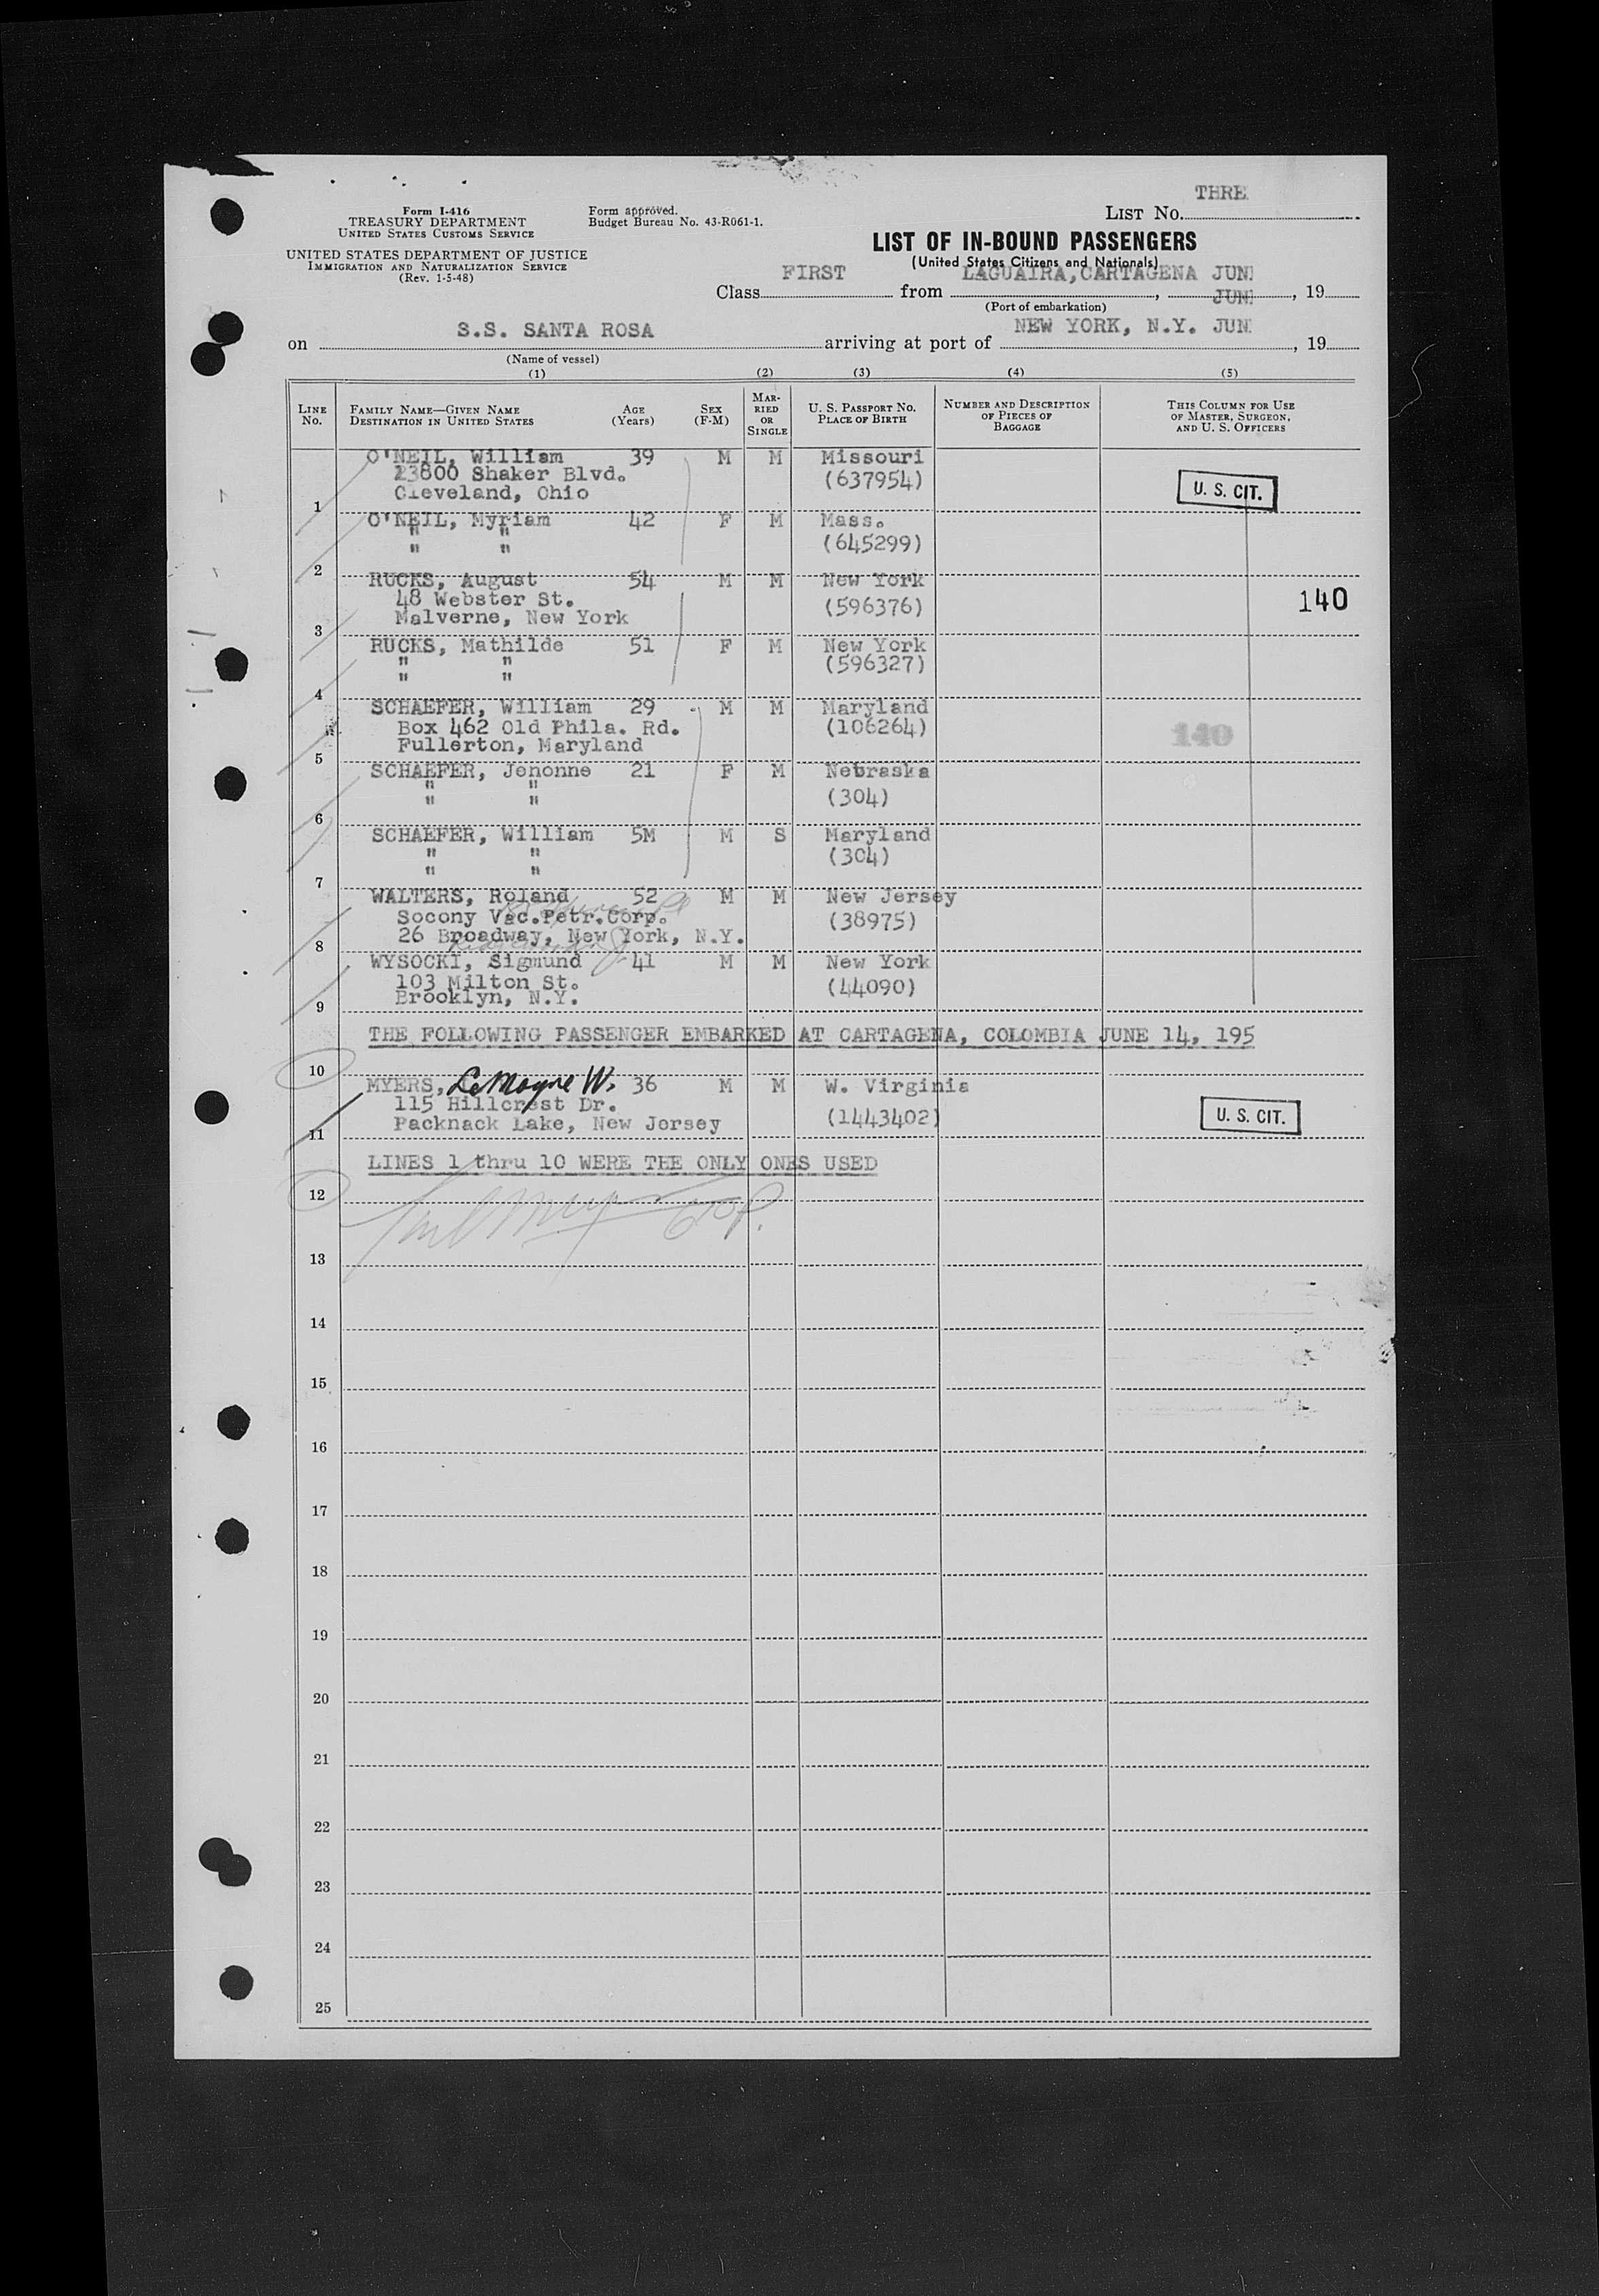 THRE
Form I-416
TREASURY DEPARTMENT
UNITED STATES CUSTOMS SERVICE
UNITED STATES DEPARTMENT OF JUSTICE
IMMIGRATION AND NATURALIZATION SERVICE
(Rev. 1-5-48)
Form approved.
Budget Bureau No. 43-R061-1.
LIST NO.
LIST OF IN-BOUND PASSENGERS
(United States Citizens and Nationals)
FIRST LAGUAIRA, CARTAGENA JUN
Class from , JUN , 19
(Port of embarkation)
S.S. SANTA ROSA NEW YORK, N.Y. JUN
on arriving at port of , 19
(Name of vessel)
(1) (2) (3) (4) (5)
LINE NO.
FAMILY NAME—GIVEN NAME
DESTINATION IN UNITED STATES
AGE (Years)
SEX (F-M)
MARRIED OR SINGLE
U. S. PASSPORT NO.
PLACE OF BIRTH
NUMBER AND DESCRIPTION OF PIECES OF BAGGAGE
THIS COLUMN FOR USE OF MASTER, SURGEON, AND U. S. OFFICERS
O'NEIL, William 39 M M Missouri
23800 Shaker Blvd. (637954)
Cleveland, Ohio U. S. CIT.
1
O'NEIL, Myriam 42 F M Mass.
" "
" " (645299)
2
RUCKS, August 54 M M New York
48 Webster St. (596376) 140
Malverne, New York
3
RUCKS, Mathilde 51 F M New York
" " (596327)
" "
4
SCHAEFER, William 29 M M Maryland
Box 462 Old Phila. Rd. (106264) 140
Fullerton, Maryland
5
SCHAEFER, Jenonne 21 F M Nebraska
" "
" " (304)
6
SCHAEFER, William 5M M S Maryland
" " (304)
" "
7
WALTERS, Roland 52 M M New Jersey
Socony Vac.Petr.Corp. (38975)
26 Broadway, New York, N.Y.
8
WYSOCKI, Sigmund 41 M M New York
103 Milton St. (44090)
Brooklyn, N.Y.
9
THE FOLLOWING PASSENGER EMBARKED AT CARTAGENA, COLOMBIA JUNE 14, 195
10
MYERS, LeMoyne W. 36 M M W. Virginia
115 Hillcrest Dr. (1443402) U. S. CIT.
Packnack Lake, New Jersey
11
LINES 1 thru 10 WERE THE ONLY ONES USED
12
13
14
15
16
17
18
19
20
21
22
23
24
25